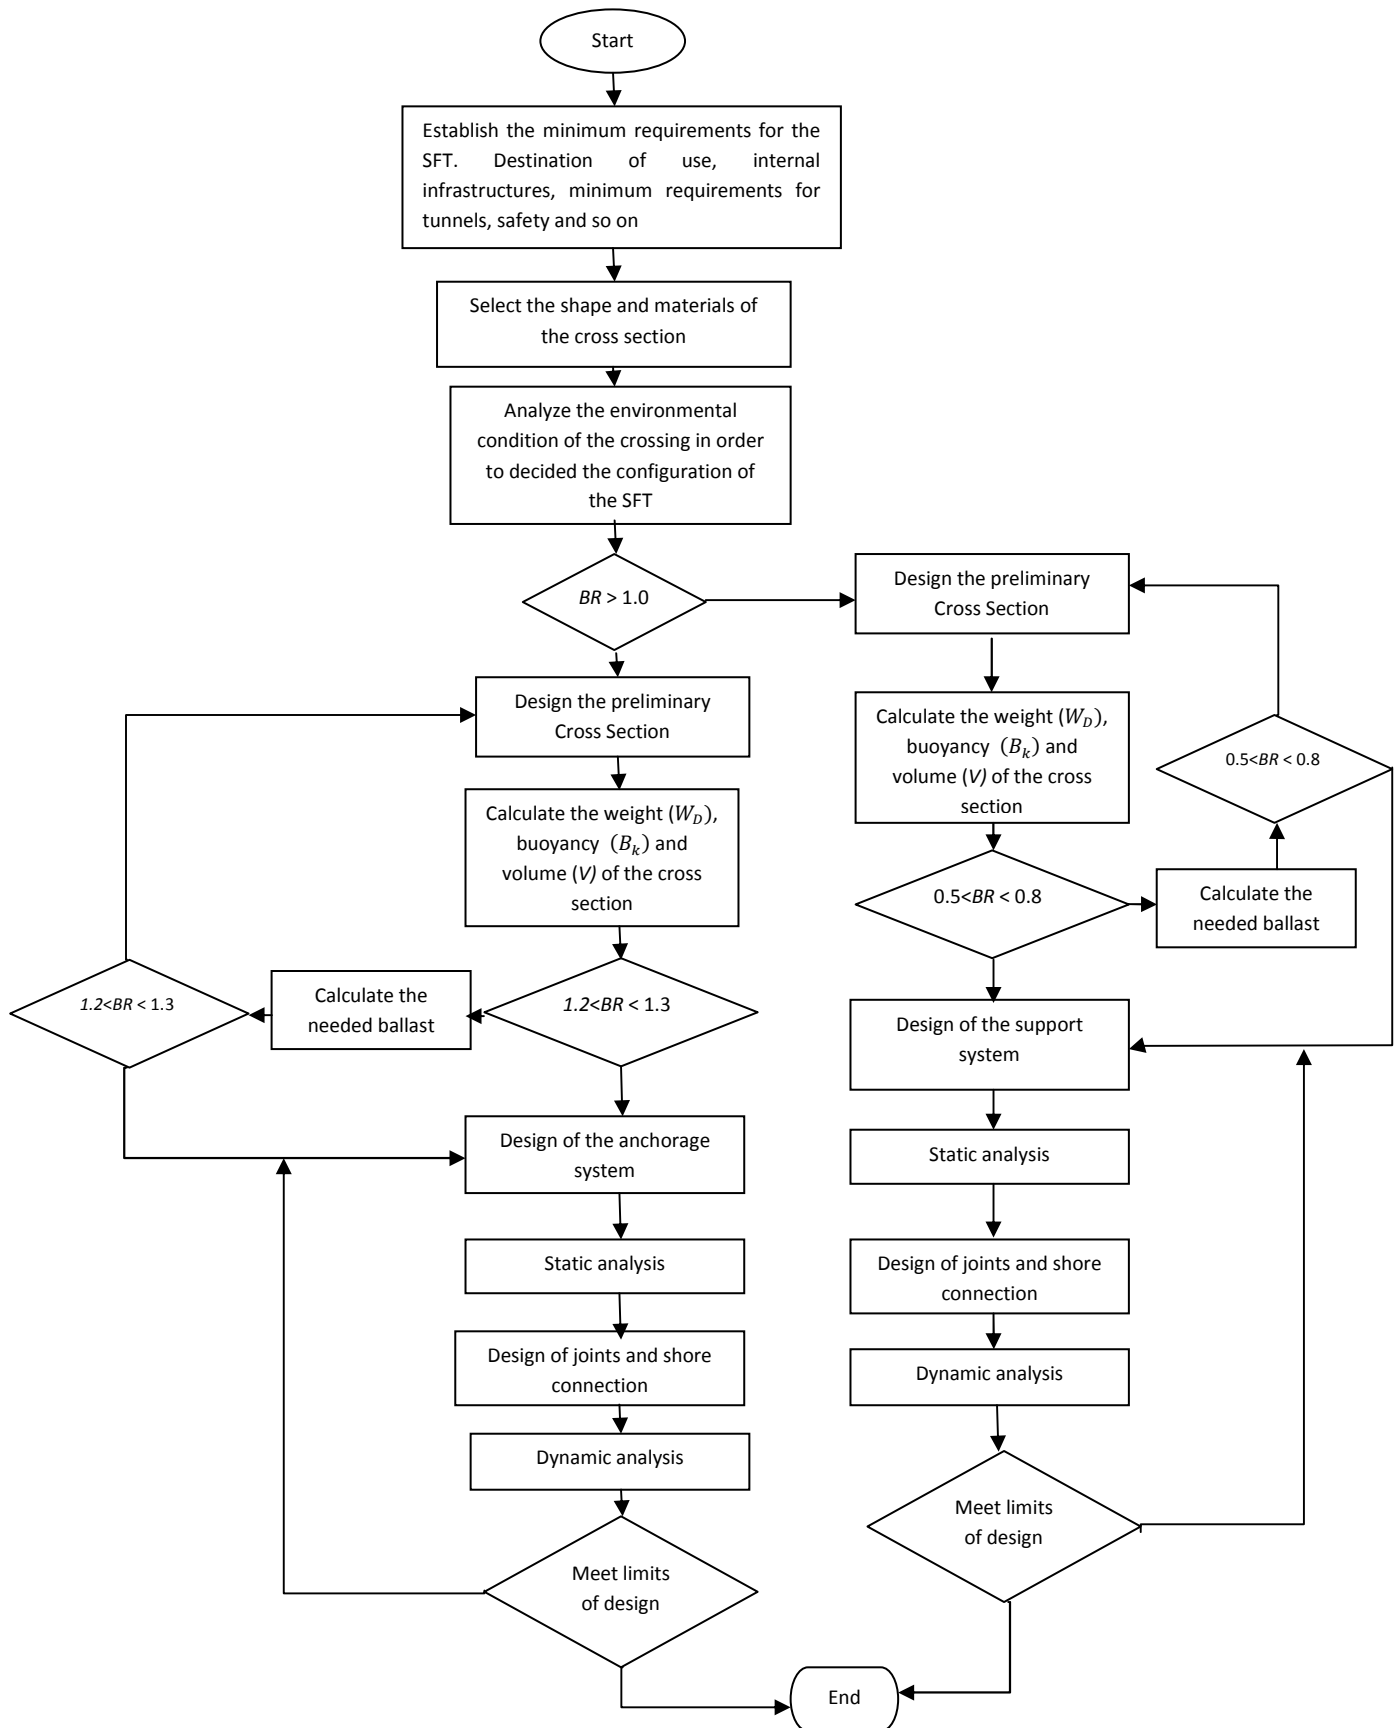 Start
Establish the minimum requirements for the
SFT. Destination of use, internal
infrastructures, minimum requirements for
tunnels, safety and so on
Select the shape and materials of
the cross section
Analyze the environmental
condition of the crossing in order
to decided the configuration of
the SFT
BR > 1.0
Design the preliminary
Cross Section
Calculate the weight (W_D),
buoyancy (B_k) and
volume (V) of the cross
section
1.2<BR < 1.3
Calculate the
needed ballast
1.2<BR < 1.3
Design of the anchorage
system
Static analysis
Design of joints and shore
connection
Dynamic analysis
Meet limits
of design
Design the preliminary
Cross Section
Calculate the weight (W_D),
buoyancy (B_k) and
volume (V) of the cross
section
0.5<BR < 0.8
Calculate the
needed ballast
0.5<BR < 0.8
Design of the support
system
Static analysis
Design of joints and shore
connection
Dynamic analysis
Meet limits
of design
End